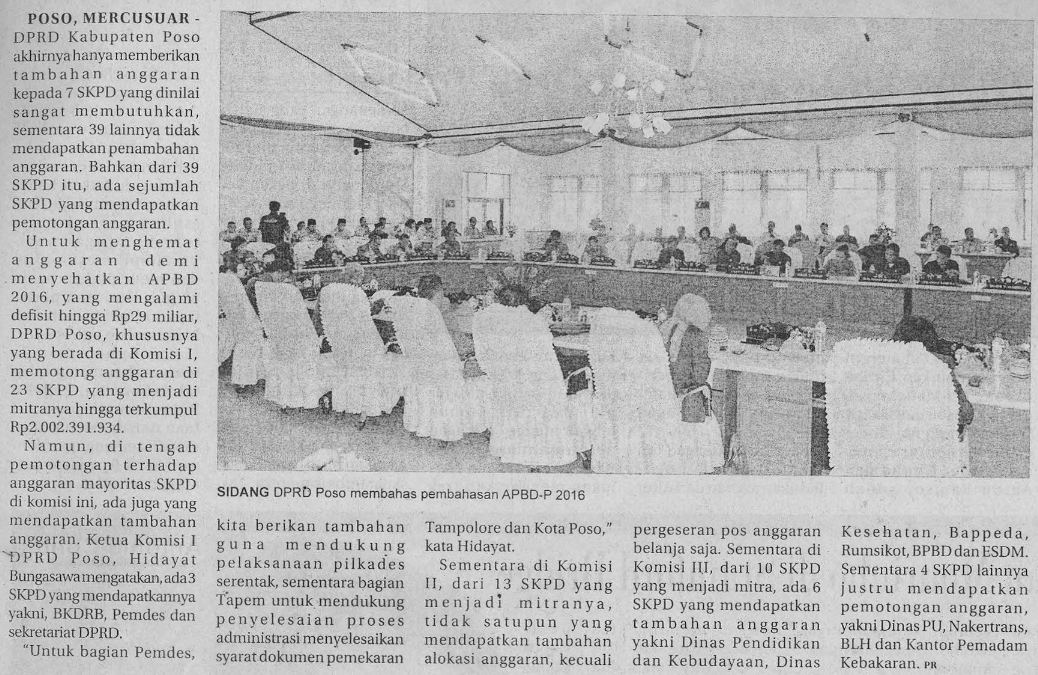 POSO, MERCUSUAR -
DPRD Kabupaten Poso
akhirnya hanya memberikan
tambahan anggaran
kepada 7 SKPD yang dinilai
sangat membutuhkan,
sementara 39 lainnya tidak
mendapatkan penambahan
anggaran. Bahkan dari 39
SKPD itu, ada sejumlah
SKPD yang mendapatkan
pemotongan anggaran.
Untuk menghemat
anggaran demi
menyehatkan APBD
2016, yang mengalami
defisit hingga Rp29 miliar,
DPRD Poso, khususnya
yang berada di Komisi I,
memotong anggaran di
23 SKPD yang menjadi
mitranya hingga terkumpul
Rp2.002.391.934.
Namun, di tengah
pemotongan terhadap
anggaran mayoritas SKPD
di komisi ini, ada juga yang
mendapatkan tambahan
anggaran. Ketua Komisi I
DPRD Poso, Hidayat
Bungasawa mengatakan, ada 3
SKPD yang mendapatkannya
yakni, BKDRB, Pemdes dan
sekretariat DPRD.
"Untuk bagian Pemdes,
SIDANG DPRD Poso membahas pembahasan APBD-P 2016
kita berikan tambahan
guna mendukung
pelaksanaan pilkades
serentak, sementara bagian
Tapem untuk mendukung
penyelesaian proses
administrasi menyelesaikan
syarat dokumen pemekaran
Tampolore dan Kota Poso,"
kata Hidayat.
Sementara di Komisi
II, dari 13 SKPD yang
menjadi mitranya,
tidak satupun yang
mendapatkan tambahan
alokasi anggaran, kecuali
pergeseran pos anggaran
belanja saja. Sementara di
Komisi III, dari 10 SKPD
yang menjadi mitra, ada 6
SKPD yang mendapatkan
tambahan anggaran
yakni Dinas Pendidikan
dan Kebudayaan, Dinas
Kesehatan, Bappeda,
Rumsikot, BPBD dan ESDM.
Sementara 4 SKPD lainnya
justru mendapatkan
pemotongan anggaran,
yakni Dinas PU, Nakertrans,
BLH dan Kantor Pemadam
Kebakaran. PR